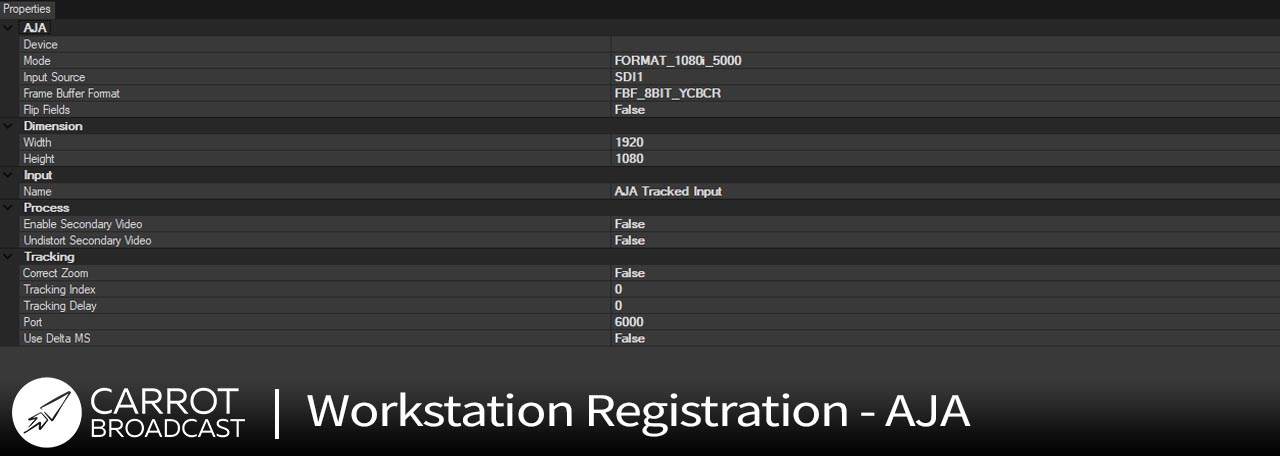 Properties
AJA
Device
Mode FORMAT_1080i_5000
Input Source SDI1
Frame Buffer Format FBF_8BIT_YCBCR
Flip Fields False
Dimension
Width 1920
Height 1080
Input
Name AJA Tracked Input
Process
Enable Secondary Video False
Undistort Secondary Video False
Tracking
Correct Zoom False
Tracking Index 0
Tracking Delay 0
Port 6000
Use Delta MS False
CARROT
BROADCAST
Workstation Registration - AJA